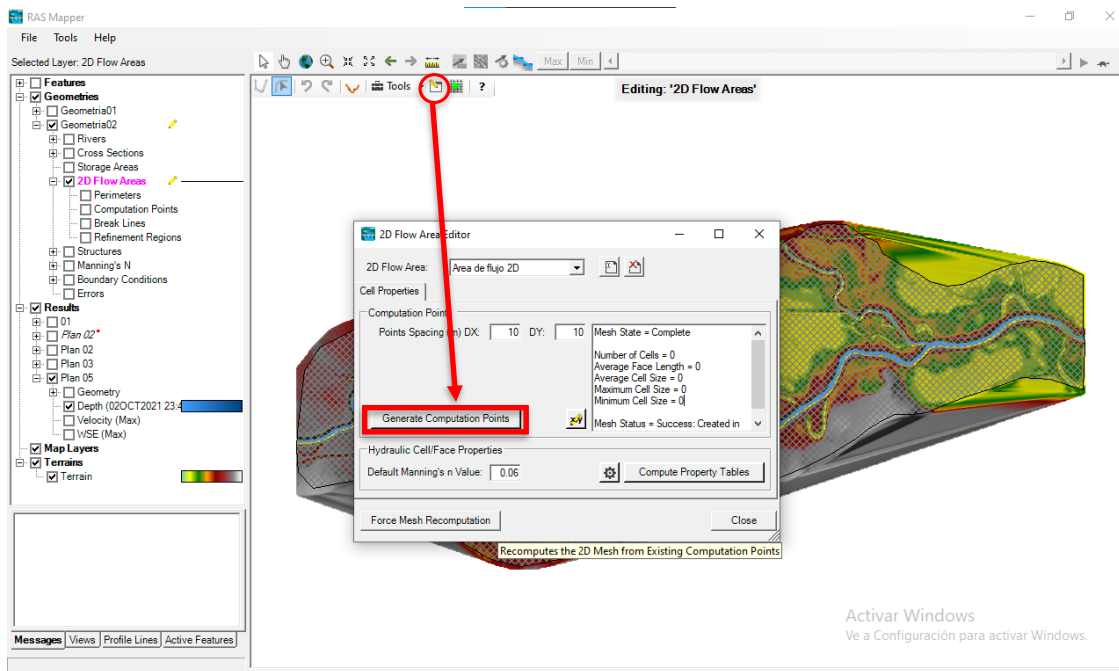 RAS Mapper
File Tools Help
Selected Layer: 2D Flow Areas
Max Min
Tools ?
Editing: '2D Flow Areas'
Features
Geometries
Geometria01
Geometria02
Rivers
Cross Sections
Storage Areas
2D Flow Areas
Perimeters
Computation Points
Break Lines
Refinement Regions
Structures
Manning's N
Boundary Conditions
Errors
Results
01
Plan 02*
Plan 02
Plan 03
Plan 05
Geometry
Depth (02OCT2021 23:4
Velocity (Max)
WSE (Max)
Map Layers
Terrains
Terrain
2D Flow Area Editor
2D Flow Area: Area de flujo 2D
Cell Properties
Computation Points
Points Spacing (m) DX: 10 DY: 10
Mesh State = Complete
Number of Cells = 0
Average Face Length = 0
Average Cell Size = 0
Maximum Cell Size = 0
Minimum Cell Size = 0
Mesh Status = Success: Created in
Generate Computation Points
Hydraulic Cell/Face Properties
Default Manning's n Value: 0.06
Compute Property Tables
Force Mesh Recomputation
Close
Recomputes the 2D Mesh from Existing Computation Points
Messages Views Profile Lines Active Features
Activar Windows
Ve a Configuración para activar Windows.